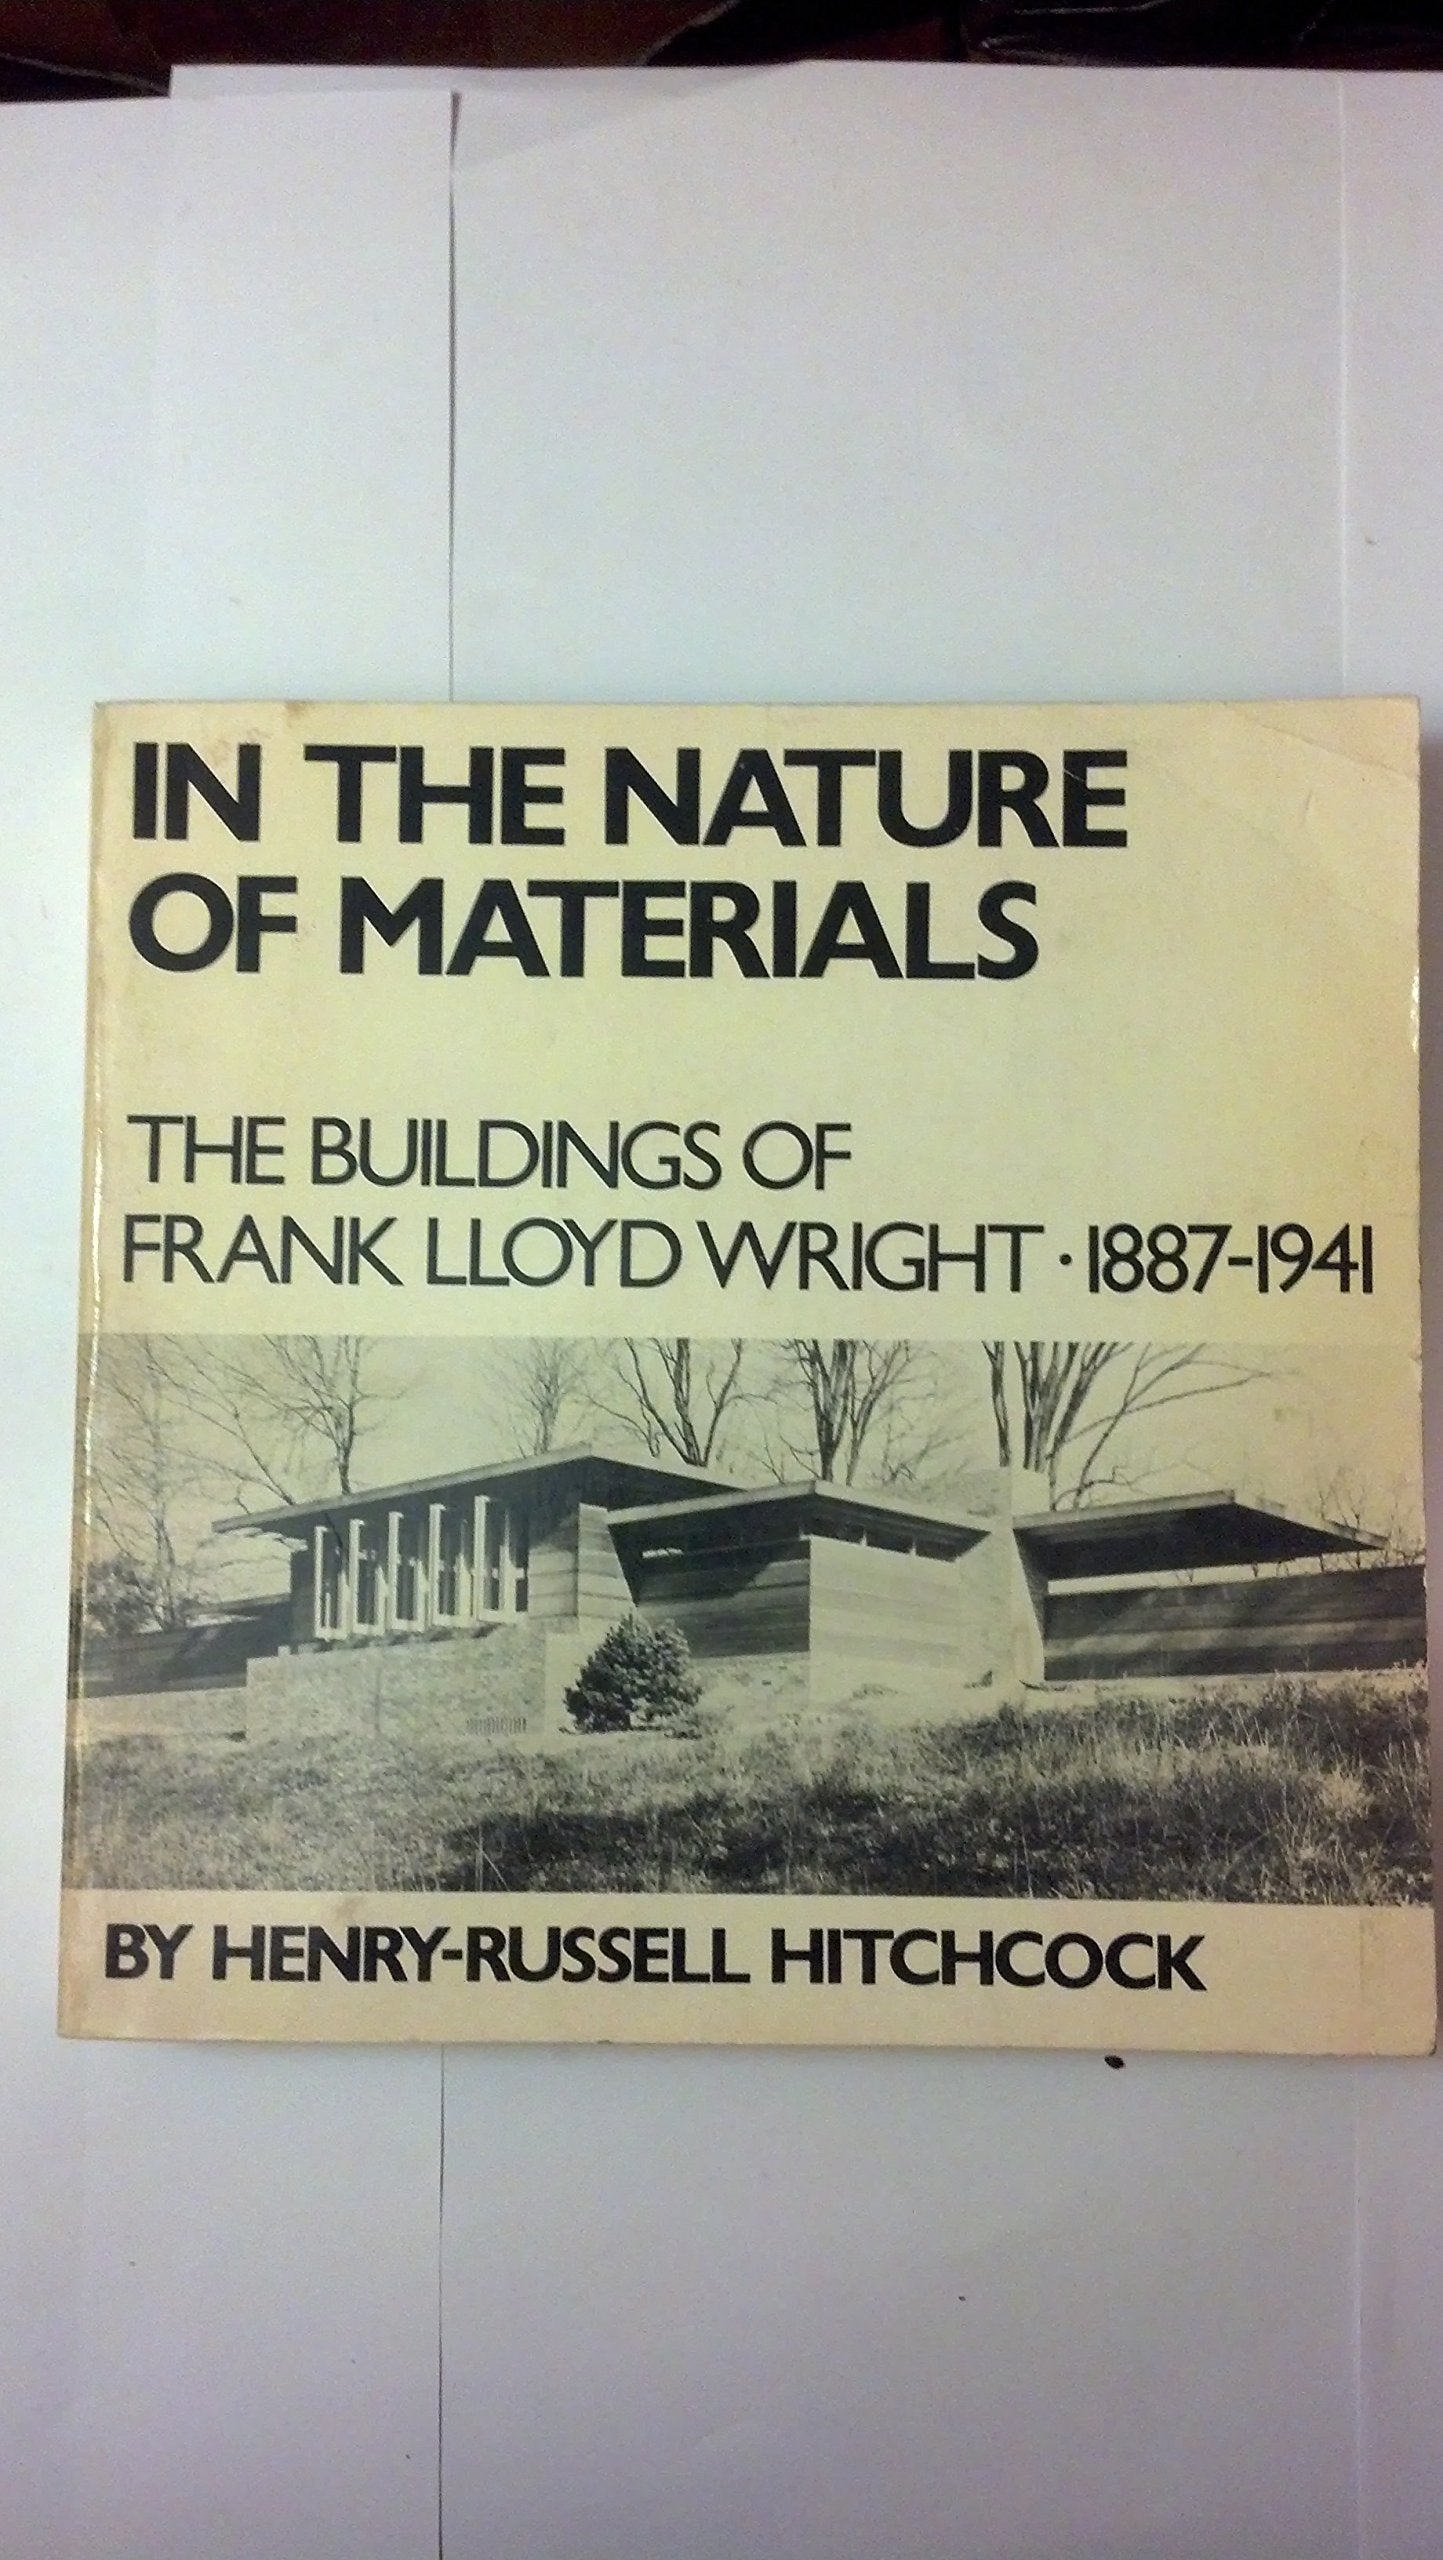 IN THE NATURE
OF MATERIALS
THE BUILDINGS OF
FRANK LLOYD WRIGHT · 1887-1941
BY HENRY-RUSSELL HITCHCOCK